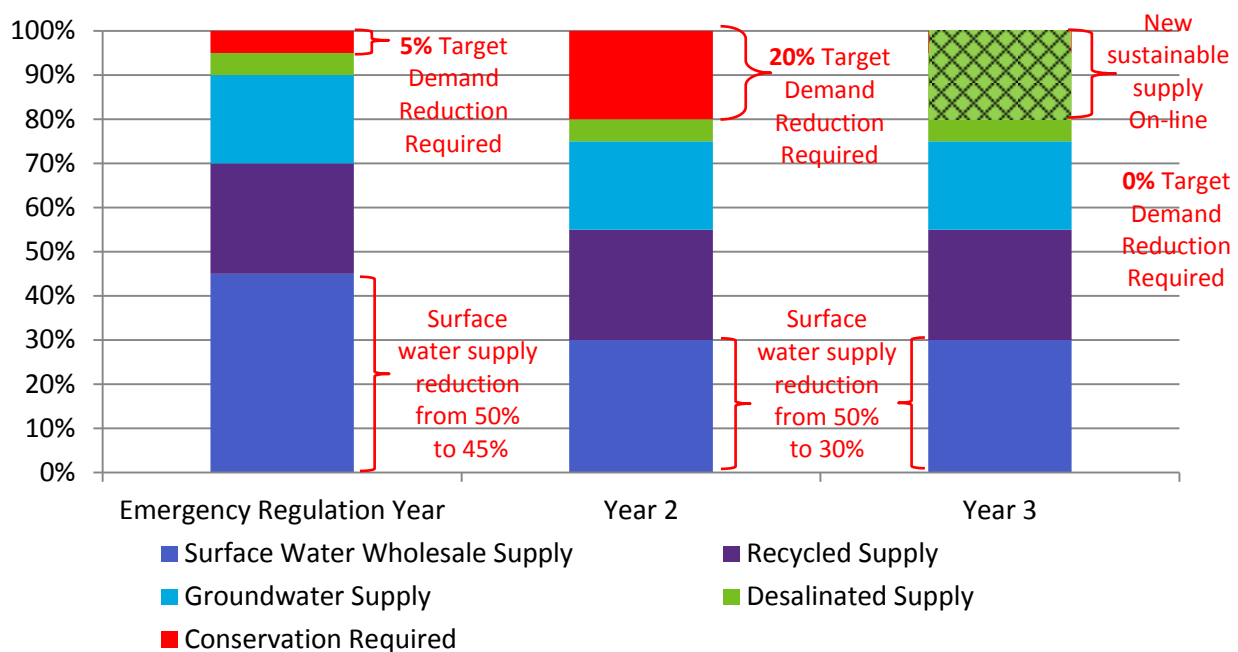 100%
90%
80%
70%
60%
50%
40%
30%
20%
10%
0%
5% Target
Demand
Reduction
Required
20% Target
Demand
Reduction
Required
New
sustainable
supply
On-line
0% Target
Demand
Reduction
Required
Surface
water supply
reduction
from 50%
to 45%
Surface
water supply
reduction
from 50%
to 30%
Emergency Regulation Year
Year 2
Year 3
Surface Water Wholesale Supply
Recycled Supply
Groundwater Supply
Desalinated Supply
Conservation Required